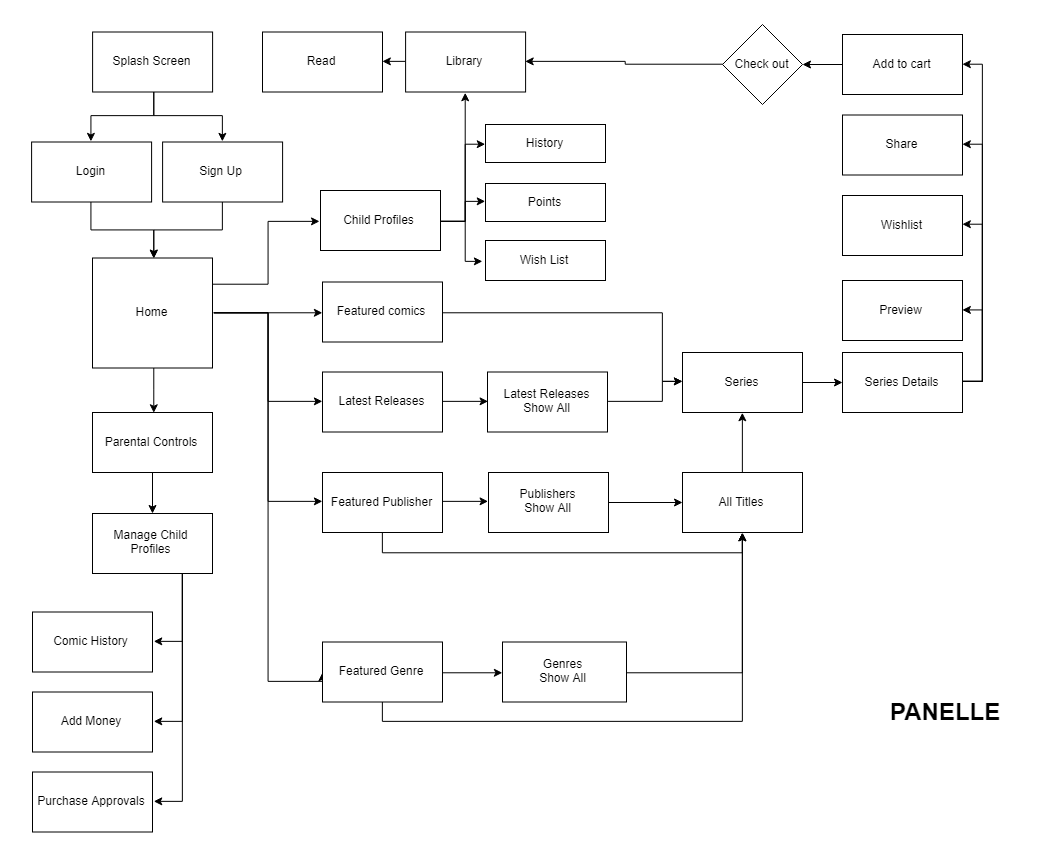 Splash Screen
Read
Library
Check out
Add to cart
Login
Sign Up
History
Share
Child Profiles
Points
Wishlist
Wish List
Home
Featured comics
Preview
Latest Releases
Latest Releases
Show All
Series
Series Details
Parental Controls
Featured Publisher
Publishers
Show All
All Titles
Manage Child
Profiles
Comic History
Featured Genre
Genres
Show All
Add Money
PANELLE
Purchase Approvals